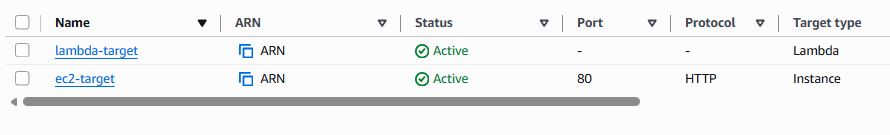 Name ARN Status Port Protocol Target type
lambda-target ARN Active - - Lambda
ec2-target ARN Active 80 HTTP Instance